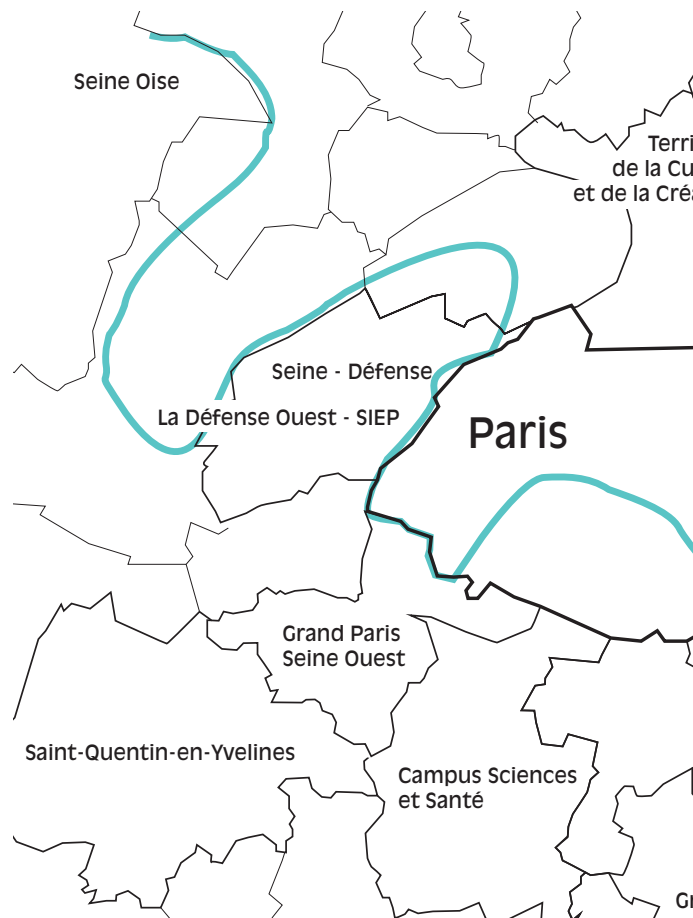 Seine Oise
Terri
de la Cu
et de la Créa
Seine - Défense
La Défense Ouest - SIEP
Paris
Grand Paris
Seine Ouest
Saint-Quentin-en-Yvelines
Campus Sciences
et Santé
Gr